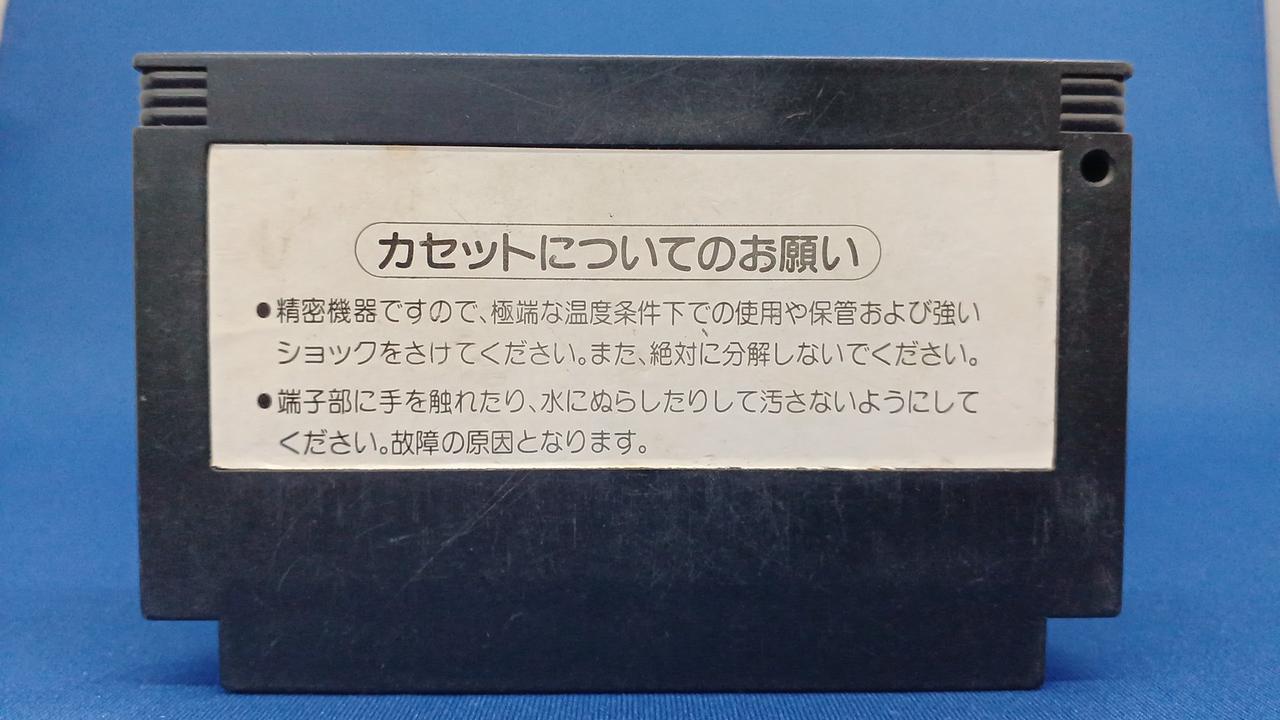 カセットについてのお願い
●精密機器ですので、極端な温度条件下での使用や保管および強い
ショックをさけてください。また、絶対に分解しないでください。
●端子部に手を触れたり、水にぬらしたりして汚さないようにして
ください。故障の原因となります。